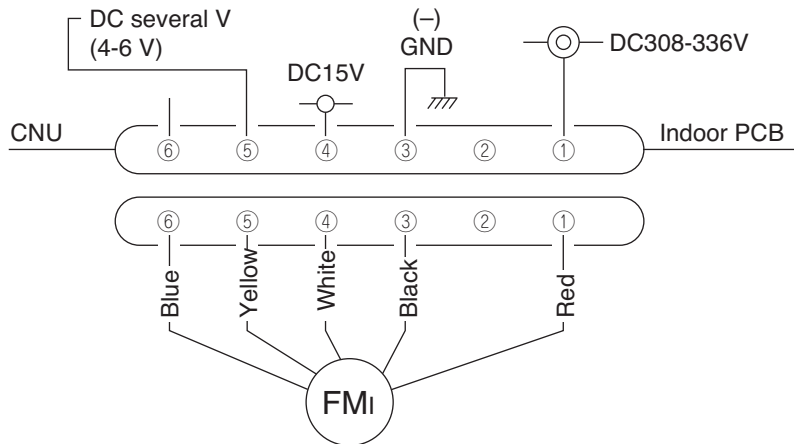 DC several V
(4-6 V)
(–)
GND
DC15V
DC308-336V
CNU
Indoor PCB
⑥ ⑤ ④ ③ ② ①
⑥ ⑤ ④ ③ ② ①
Blue
Yellow
White
Black
Red
FMI